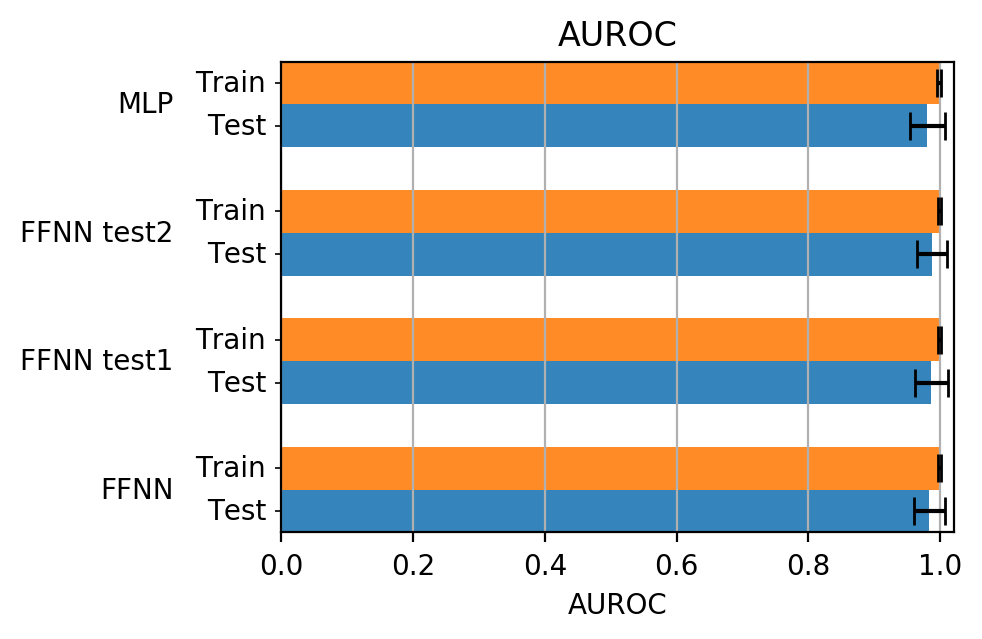 AUROC
MLP
Train
Test
FFNN test2
Train
Test
FFNN test1
Train
Test
FFNN
Train
Test
0.0 0.2 0.4 0.6 0.8 1.0
AUROC